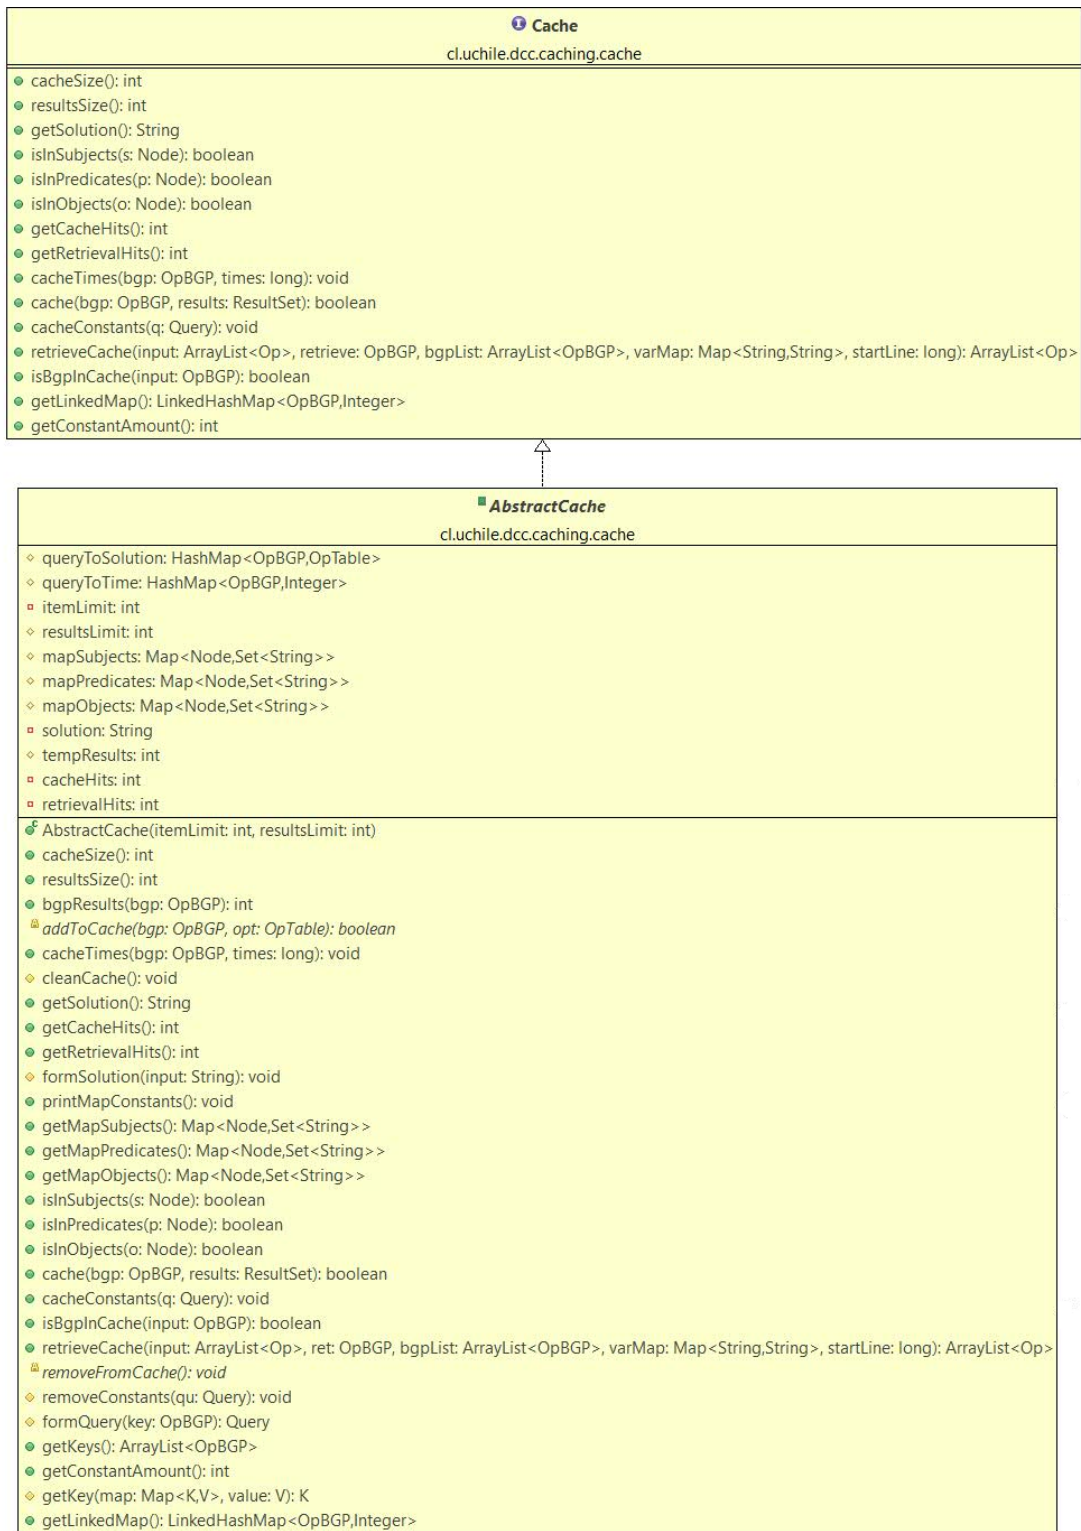 Cache
cl.uchile.dcc.caching.cache
cacheSize(): int
resultsSize(): int
getSolution(): String
isInSubjects(s: Node): boolean
isInPredicates(p: Node): boolean
isInObjects(o: Node): boolean
getCacheHits(): int
getRetrievalHits(): int
cacheTimes(bgp: OpBGP, times: long): void
cache(bgp: OpBGP, results: ResultSet): boolean
cacheConstants(q: Query): void
retrieveCache(input: ArrayList<Op>, retrieve: OpBGP, bgpList: ArrayList<OpBGP>, varMap: Map<String,String>, startLine: long): ArrayList<Op>
isBgpInCache(input: OpBGP): boolean
getLinkedMap(): LinkedHashMap<OpBGP,Integer>
getConstantAmount(): int
AbstractCache
cl.uchile.dcc.caching.cache
queryToSolution: HashMap<OpBGP,OpTable>
queryToTime: HashMap<OpBGP,Integer>
itemLimit: int
resultsLimit: int
mapSubjects: Map<Node,Set<String>>
mapPredicates: Map<Node,Set<String>>
mapObjects: Map<Node,Set<String>>
solution: String
tempResults: int
cacheHits: int
retrievalHits: int
AbstractCache(itemLimit: int, resultsLimit: int)
cacheSize(): int
resultsSize(): int
bgpResults(bgp: OpBGP): int
addToCache(bgp: OpBGP, opt: OpTable): boolean
cacheTimes(bgp: OpBGP, times: long): void
cleanCache(): void
getSolution(): String
getCacheHits(): int
getRetrievalHits(): int
formSolution(input: String): void
printMapConstants(): void
getMapSubjects(): Map<Node,Set<String>>
getMapPredicates(): Map<Node,Set<String>>
getMapObjects(): Map<Node,Set<String>>
isInSubjects(s: Node): boolean
isInPredicates(p: Node): boolean
isInObjects(o: Node): boolean
cache(bgp: OpBGP, results: ResultSet): boolean
cacheConstants(q: Query): void
isBgpInCache(input: OpBGP): boolean
retrieveCache(input: ArrayList<Op>, ret: OpBGP, bgpList: ArrayList<OpBGP>, varMap: Map<String,String>, startLine: long): ArrayList<Op>
removeFromCache(): void
removeConstants(qu: Query): void
formQuery(key: OpBGP): Query
getKeys(): ArrayList<OpBGP>
getConstantAmount(): int
getKey(map: Map<K,V>, value: V): K
getLinkedMap(): LinkedHashMap<OpBGP,Integer>